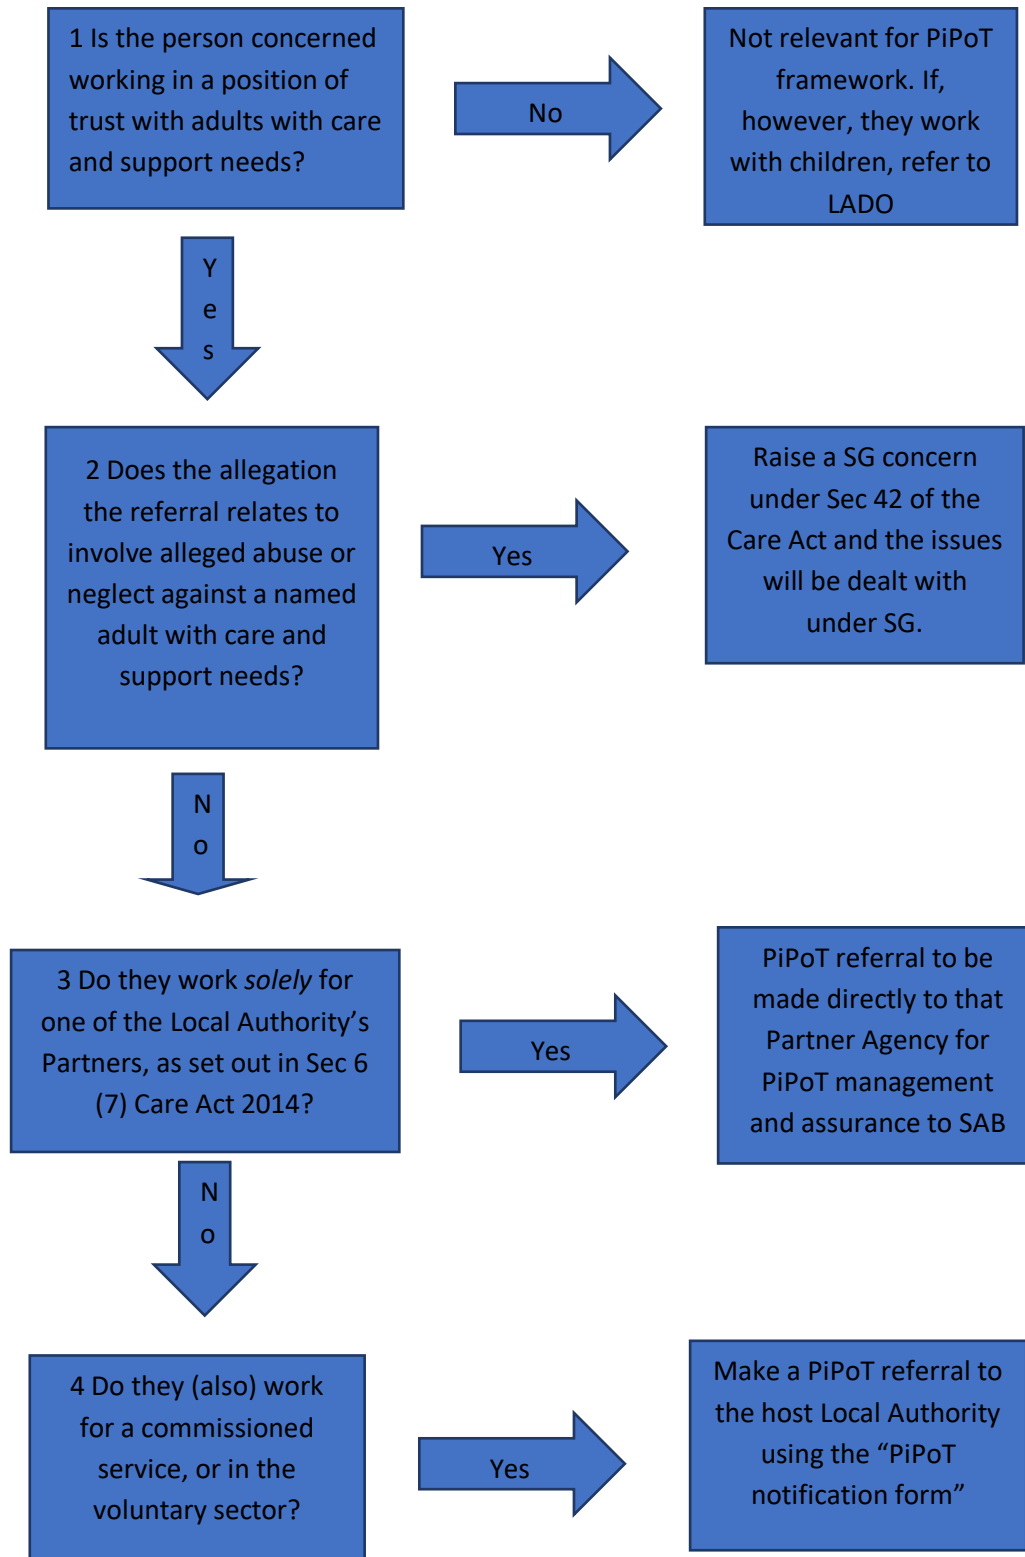 1 Is the person concerned
working in a position of
trust with adults with care
and support needs?
No
Not relevant for PiPoT
framework. If,
however, they work
with children, refer to
LADO
Y
e
s
2 Does the allegation
the referral relates to
involve alleged abuse or
neglect against a named
adult with care and
support needs?
Yes
Raise a SG concern
under Sec 42 of the
Care Act and the issues
will be dealt with
under SG.
N
o
3 Do they work solely for
one of the Local Authority’s
Partners, as set out in Sec 6
(7) Care Act 2014?
Yes
PiPoT referral to be
made directly to that
Partner Agency for
PiPoT management
and assurance to SAB
N
o
4 Do they (also) work
for a commissioned
service, or in the
voluntary sector?
Yes
Make a PiPoT referral to
the host Local Authority
using the “PiPoT
notification form”